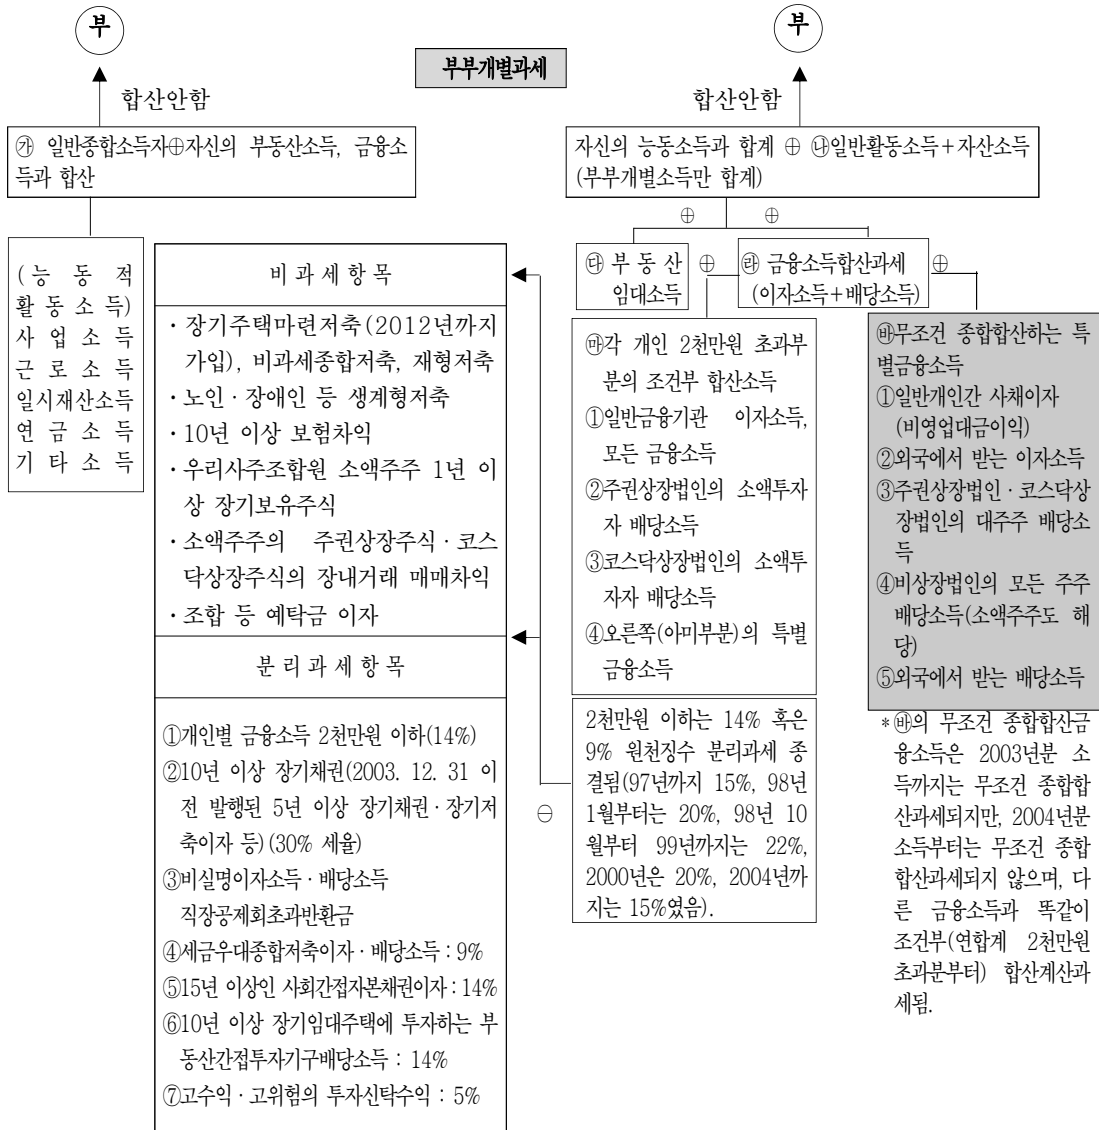 부
부
부부개별과세
합산안함
합산안함
㉮ 일반종합소득자⊕자신의 부동산소득, 금융소
득과 합산
자신의 능동소득과 합계 ⊕ ㉯일반활동소득+자산소득
(부부개별소득만 합계)
⊕ ⊕
(능 동 적
활 동 소 득)
사 업 소 득
근 로 소 득
일시재산소득
연 금 소 득
기 타 소 득
비 과 세 항 목
· 장기주택마련저축(2012년까지
가입), 비과세종합저축, 재형저축
· 노인 · 장애인 등 생계형저축
· 10년 이상 보험차익
· 우리사주조합원 소액주주 1년 이
상 장기보유주식
· 소액주주의 주권상장주식 · 코스
닥상장주식의 장내거래 매매차익
· 조합 등 예탁금 이자
분 리 과 세 항 목
①개인별 금융소득 2천만원 이하(14%)
②10년 이상 장기채권(2003. 12. 31 이
전 발행된 5년 이상 장기채권 · 장기저
축이자 등) (30% 세율)
③비실명이자소득 · 배당소득
직장공제회초과반환금
④세금우대종합저축이자 · 배당소득 : 9%
⑤15년 이상인 사회간접자본채권이자 : 14%
⑥10년 이상 장기임대주택에 투자하는 부
동산간접투자기구배당소득 : 14%
⑦고수익 · 고위험의 투자신탁수익 : 5%
㉰ 부 동 산
임대소득
⊕
㉱ 금융소득합산과세
(이자소득+배당소득)
⊕
㉲각 개인 2천만원 초과부
분의 조건부 합산소득
①일반금융기관 이자소득,
모든 금융소득
②주권상장법인의 소액투자
자 배당소득
③코스닥상장법인의 소액투
자자 배당소득
④오른쪽(아미부분)의 특별
금융소득
⊖
2천만원 이하는 14% 혹은
9% 원천징수 분리과세 종
결됨(97년까지 15%, 98년
1월부터는 20%, 98년 10
월부터 99년까지는 22%,
2000년은 20%, 2004년까
지는 15%였음).
㉳무조건 종합합산하는 특
별금융소득
①일반개인간 사채이자
(비영업대금이익)
②외국에서 받는 이자소득
③주권상장법인 · 코스닥상
장법인의 대주주 배당소
득
④비상장법인의 모든 주주
배당소득(소액주주도 해
당)
⑤외국에서 받는 배당소득
* ㉳의 무조건 종합합산금
융소득은 2003년분 소
득까지는 무조건 종합합
산과세되지만, 2004년분
소득부터는 무조건 종합
합산과세되지 않으며, 다
른 금융소득과 똑같이
조건부(연합계 2천만원
초과분부터) 합산계산과
세됨.